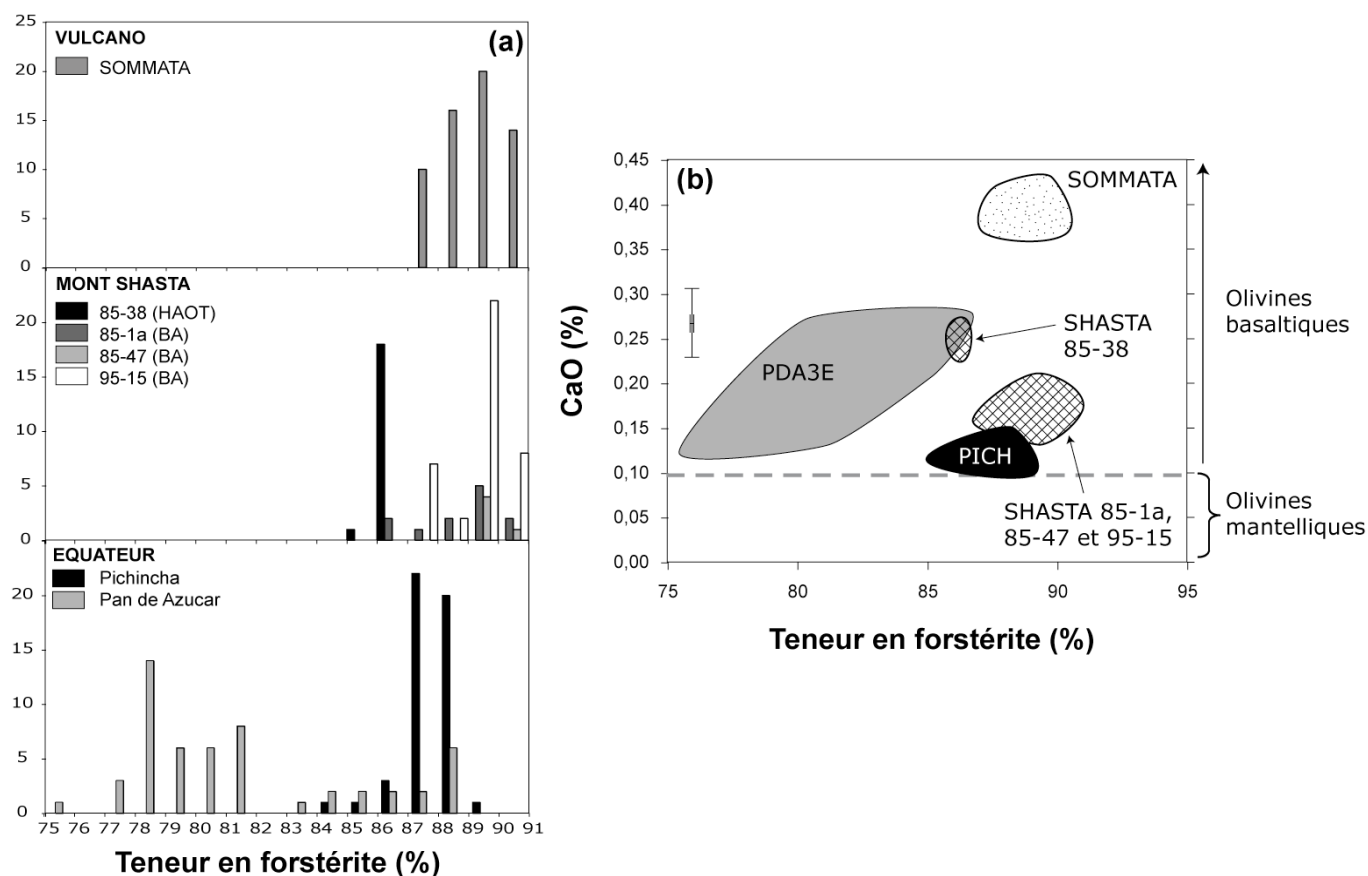 (a)
25
20
15
10
5
0
VULCANO
SOMMATA
20
15
10
5
0
MONT SHASTA
85-38 (HAOT)
85-1a (BA)
85-47 (BA)
95-15 (BA)
20
15
10
5
0
EQUATEUR
Pichincha
Pan de Azucar
75 76 77 78 79 80 81 82 83 84 85 86 87 88 89 90 91
Teneur en forstérite (%)
(b)
CaO (%)
0,45
0,40
0,35
0,30
0,25
0,20
0,15
0,10
0,05
0,00
SOMMATA
SHASTA
85-38
PDA3E
PICH
SHASTA 85-1a,
85-47 et 95-15
75 80 85 90 95
Teneur en forstérite (%)
Olivines
basaltiques
Olivines
mantelliques